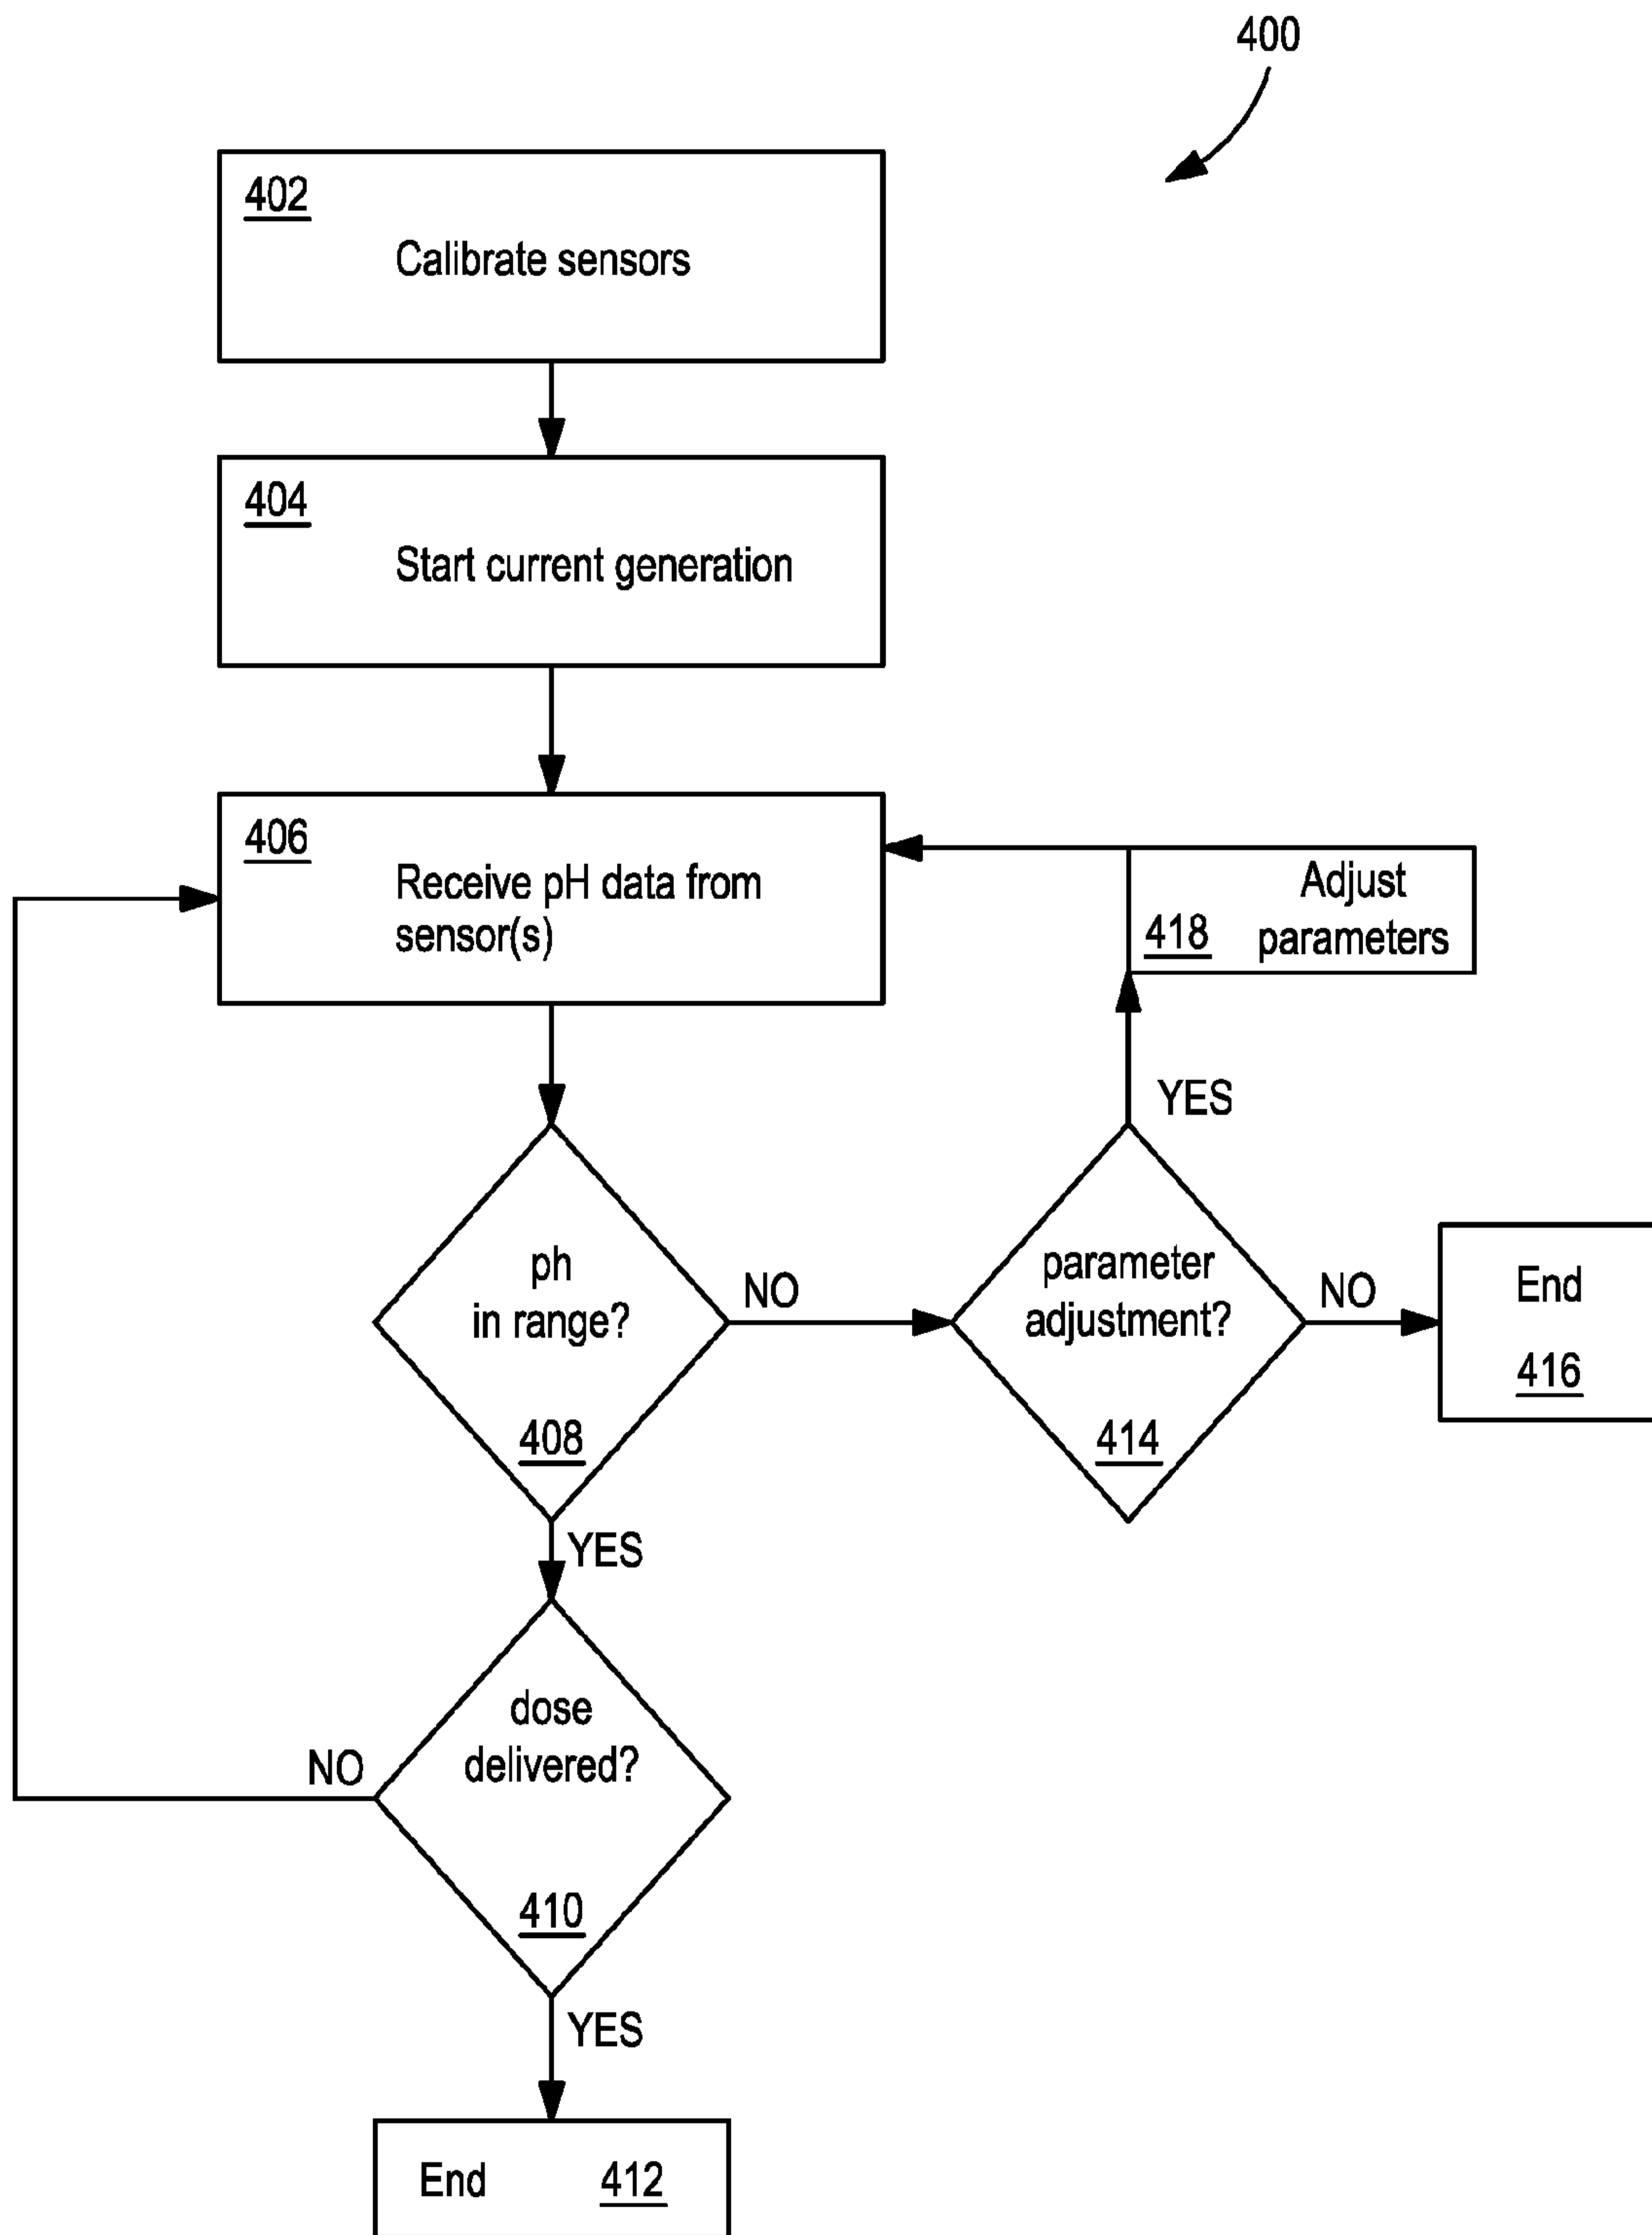 400
402
Calibrate sensors
404
Start current generation
406
Receive pH data from
sensor(s)
Adjust
418 parameters
YES
ph
in range?
NO
parameter
adjustment?
NO
End
416
408
414
YES
dose
delivered?
NO
410
YES
End 412